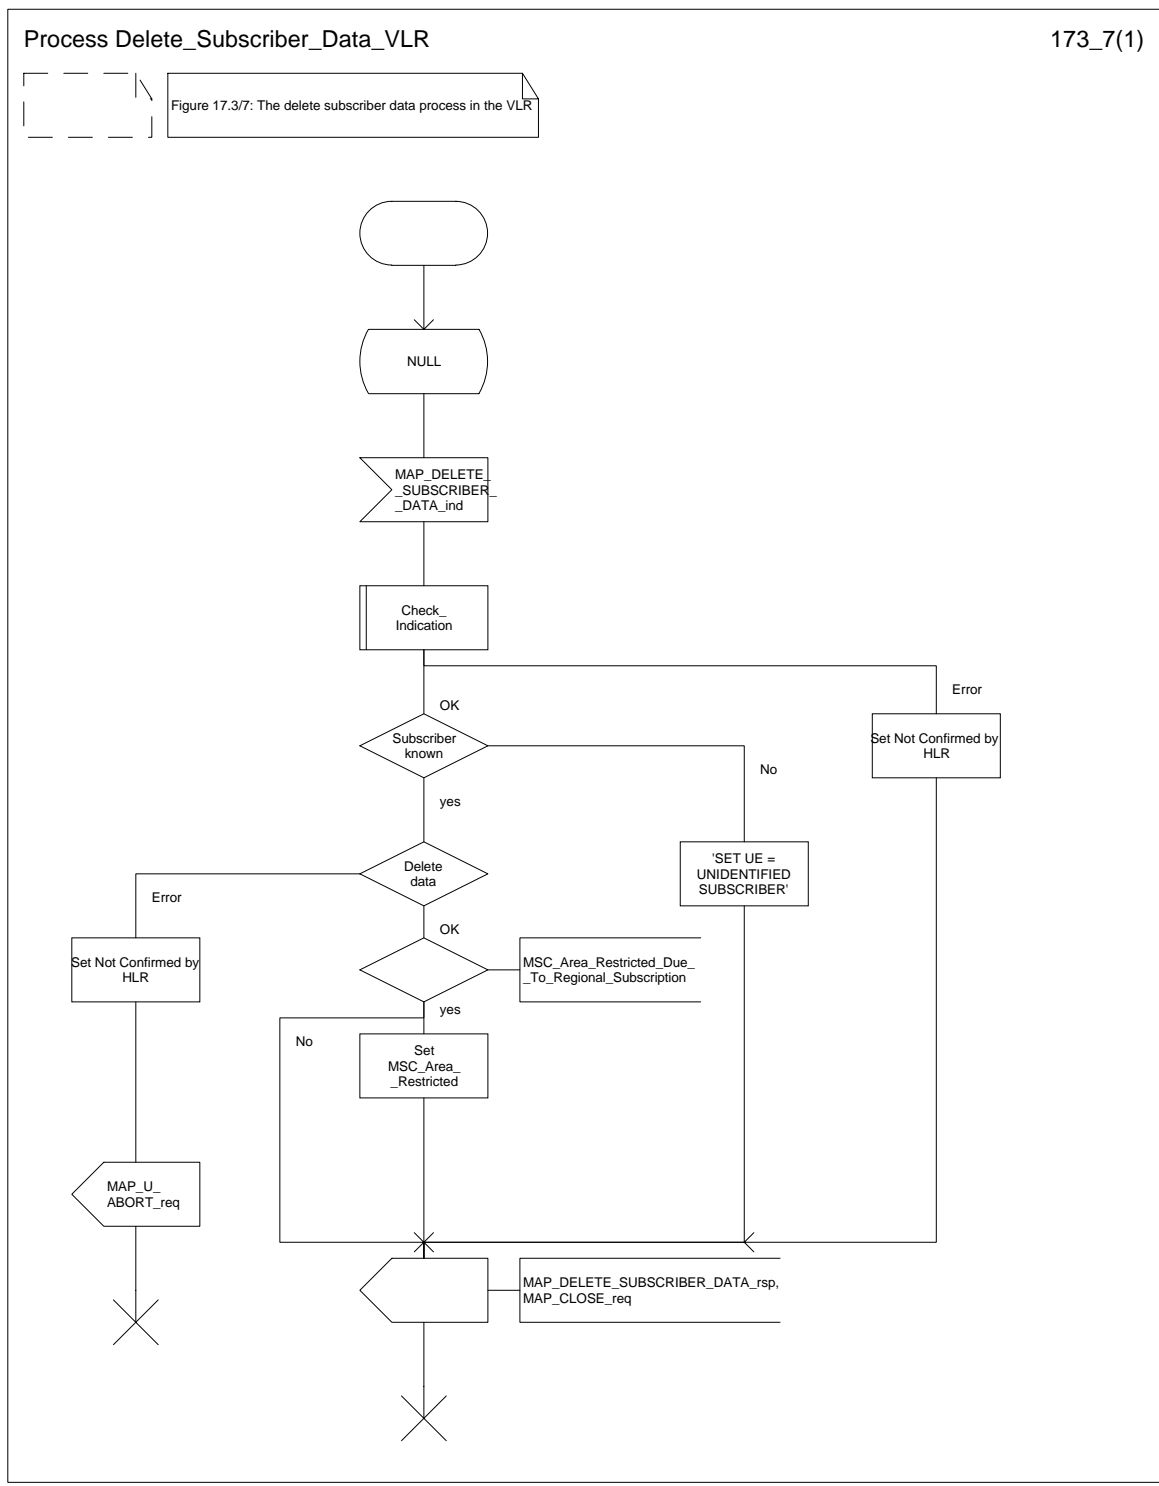 Process Delete_Subscriber_Data_VLR
173_7(1)
Figure 17.3/7: The delete subscriber data process in the VLR
NULL
MAP_DELETE_
_SUBSCRIBER_
_DATA_ind
Check_
Indication
Error
OK
Set Not Confirmed by
HLR
Subscriber
known
No
yes
'SET UE =
UNIDENTIFIED
SUBSCRIBER'
Delete
data
Error
OK
Set Not Confirmed by
HLR
MSC_Area_Restricted_Due_
_To_Regional_Subscription
yes
No
Set
MSC_Area_
_Restricted
MAP_U_
ABORT_req
MAP_DELETE_SUBSCRIBER_DATA_rsp,
MAP_CLOSE_req